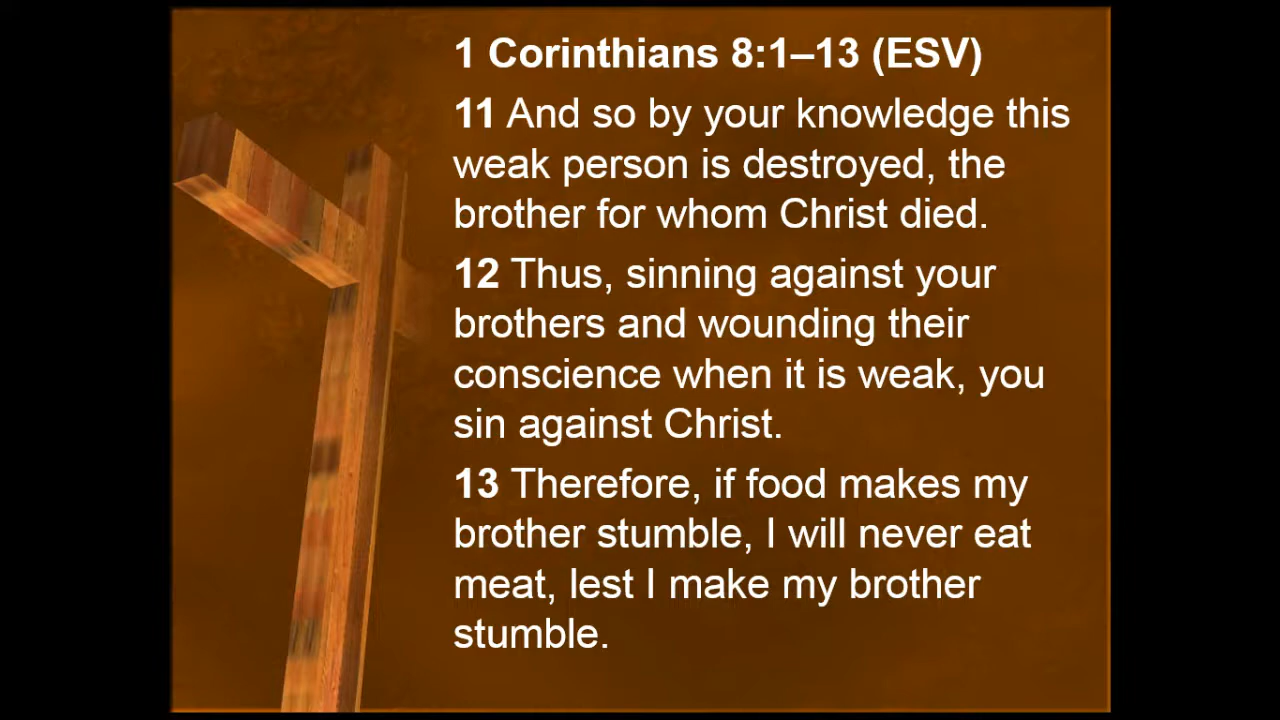 1 Corinthians 8:1–13 (ESV)
11 And so by your knowledge this
weak person is destroyed, the
brother for whom Christ died.
12 Thus, sinning against your
brothers and wounding their
conscience when it is weak, you
sin against Christ.
13 Therefore, if food makes my
brother stumble, I will never eat
meat, lest I make my brother
stumble.